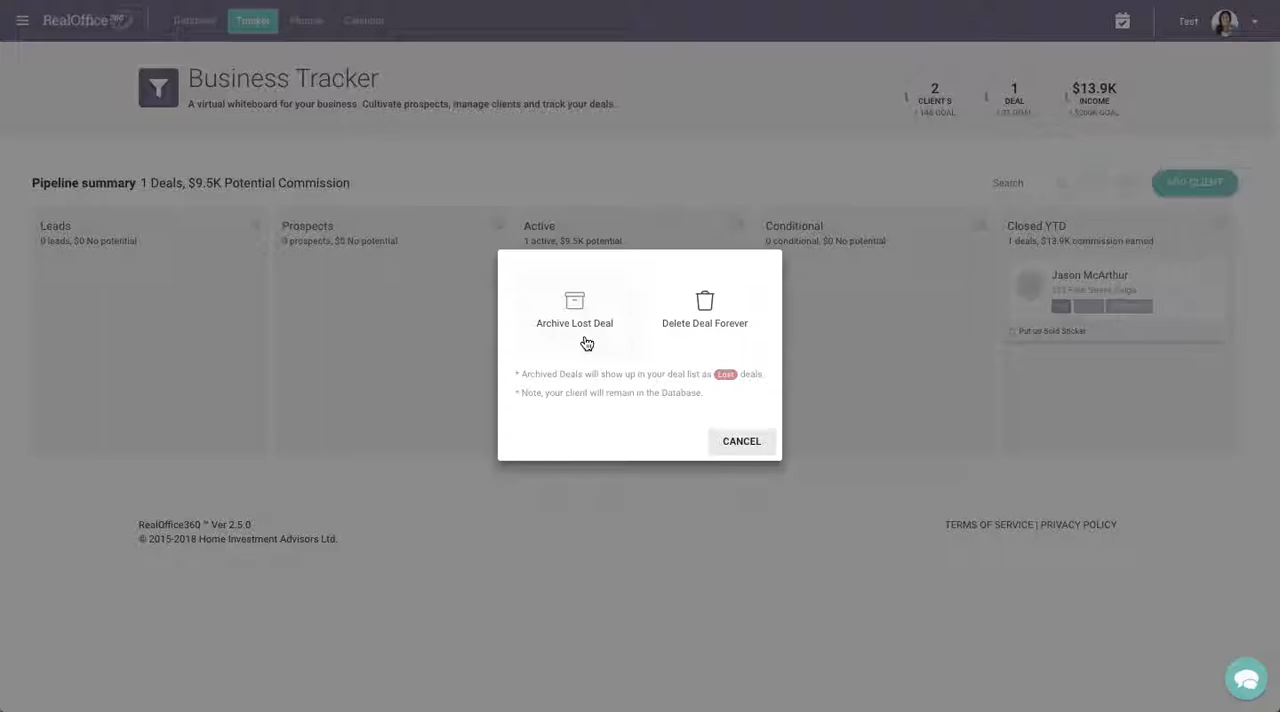 RealOffice360
Database Tracker Calendar
Test
Business Tracker
A virtual whiteboard for your business. Cultivate prospects, manage clients and track your deals.
2 CLIENTS
1 DEAL
$13.9K INCOME
Pipeline summary 1 Deals, $9.5K Potential Commission
Search
ADD CLIENT
Leads
0 leads, $0 No potential
Prospects
0 prospects, $0 No potential
Active
1 active, $9.5K potential
Conditional
0 conditional, $0 No potential
Closed YTD
1 deals, $13.9K commission earned
Jason McArthur
Put up Sold Sticker
Archive Lost Deal
Delete Deal Forever
* Archived Deals will show up in your deal list as Lost deals.
* Note, your client will remain in the Database.
CANCEL
RealOffice360 ™ Ver 2.5.0
© 2015-2018 Home Investment Advisors Ltd.
TERMS OF SERVICE | PRIVACY POLICY